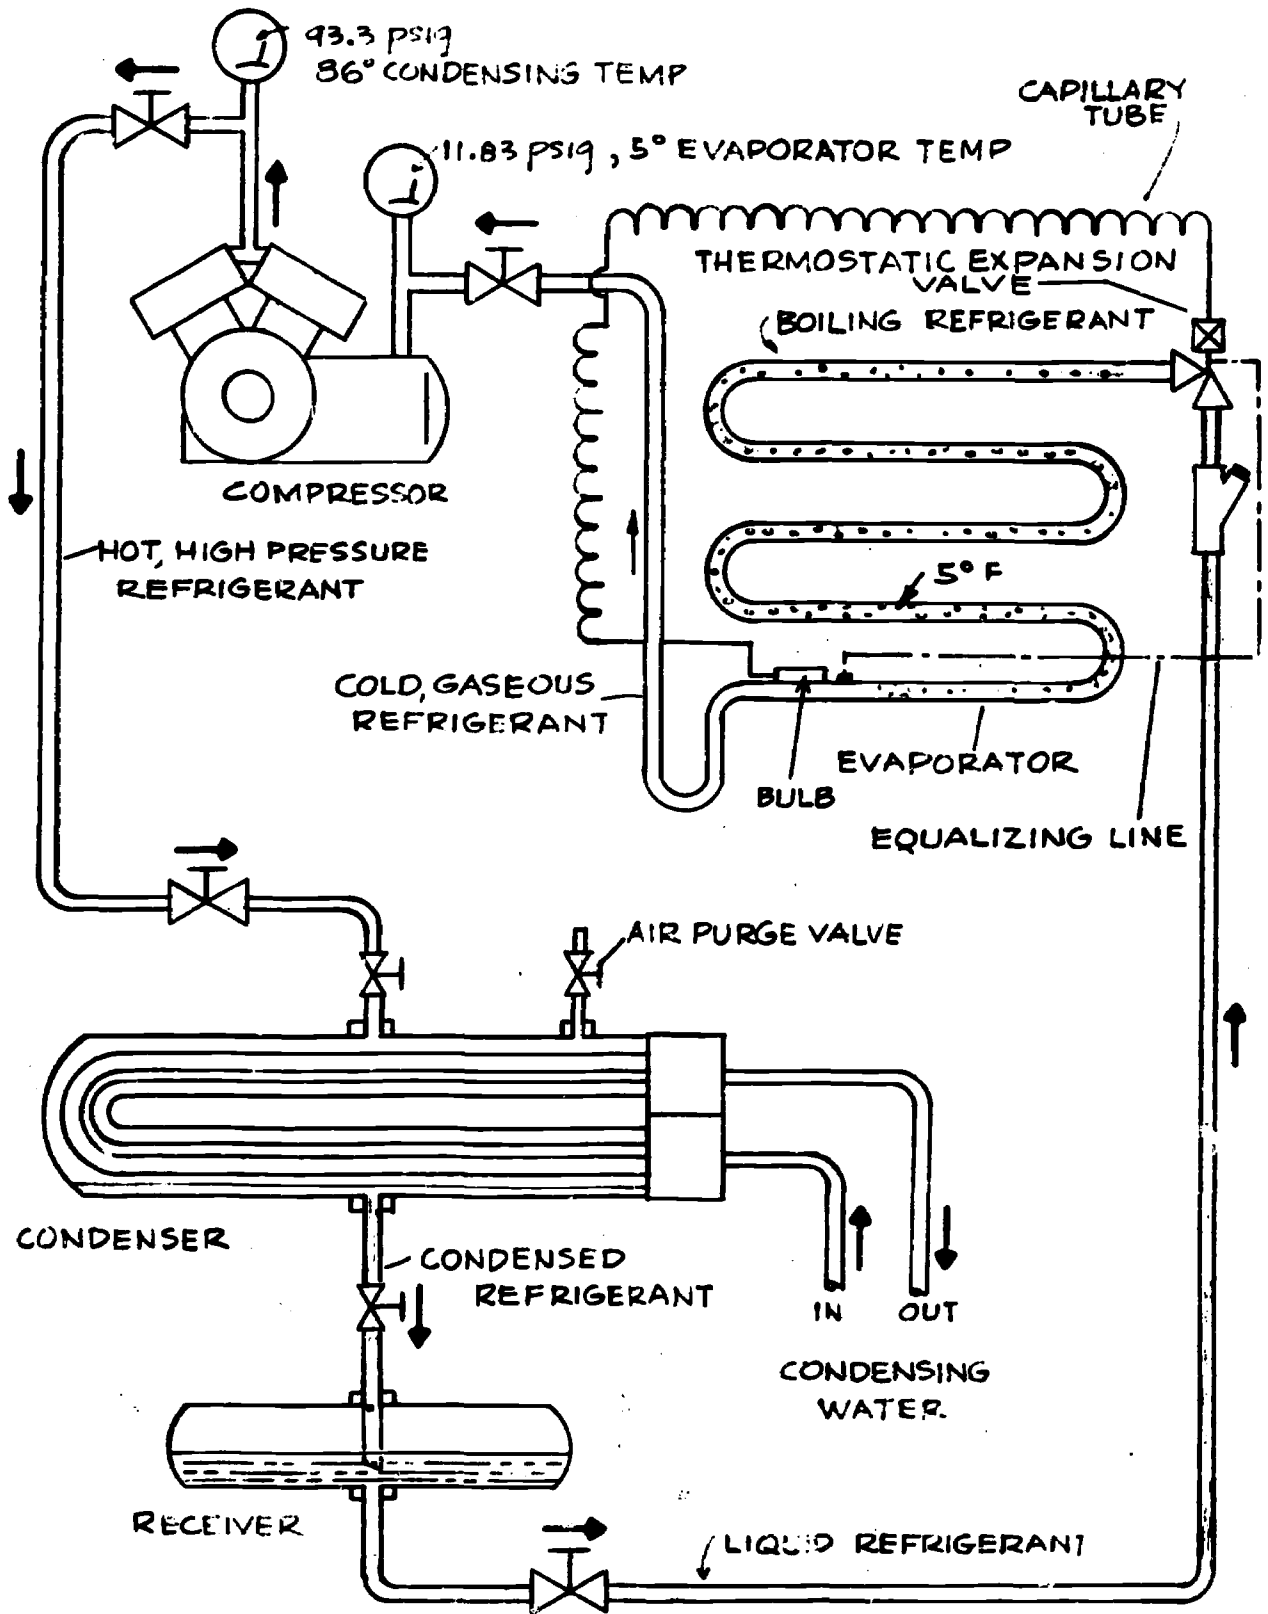 93.3 psig
86° CONDENSING TEMP
11.83 psig, 5° EVAPORATOR TEMP
CAPILLARY
TUBE
THERMOSTATIC EXPANSION
VALVE
BOILING REFRIGERANT
COMPRESSOR
HOT, HIGH PRESSURE
REFRIGERANT
5° F
COLD, GASEOUS
REFRIGERANT
BULB
EVAPORATOR
EQUALIZING LINE
AIR PURGE VALVE
CONDENSER
CONDENSED
REFRIGERANT
IN OUT
CONDENSING
WATER.
RECEIVER
LIQUID REFRIGERANT